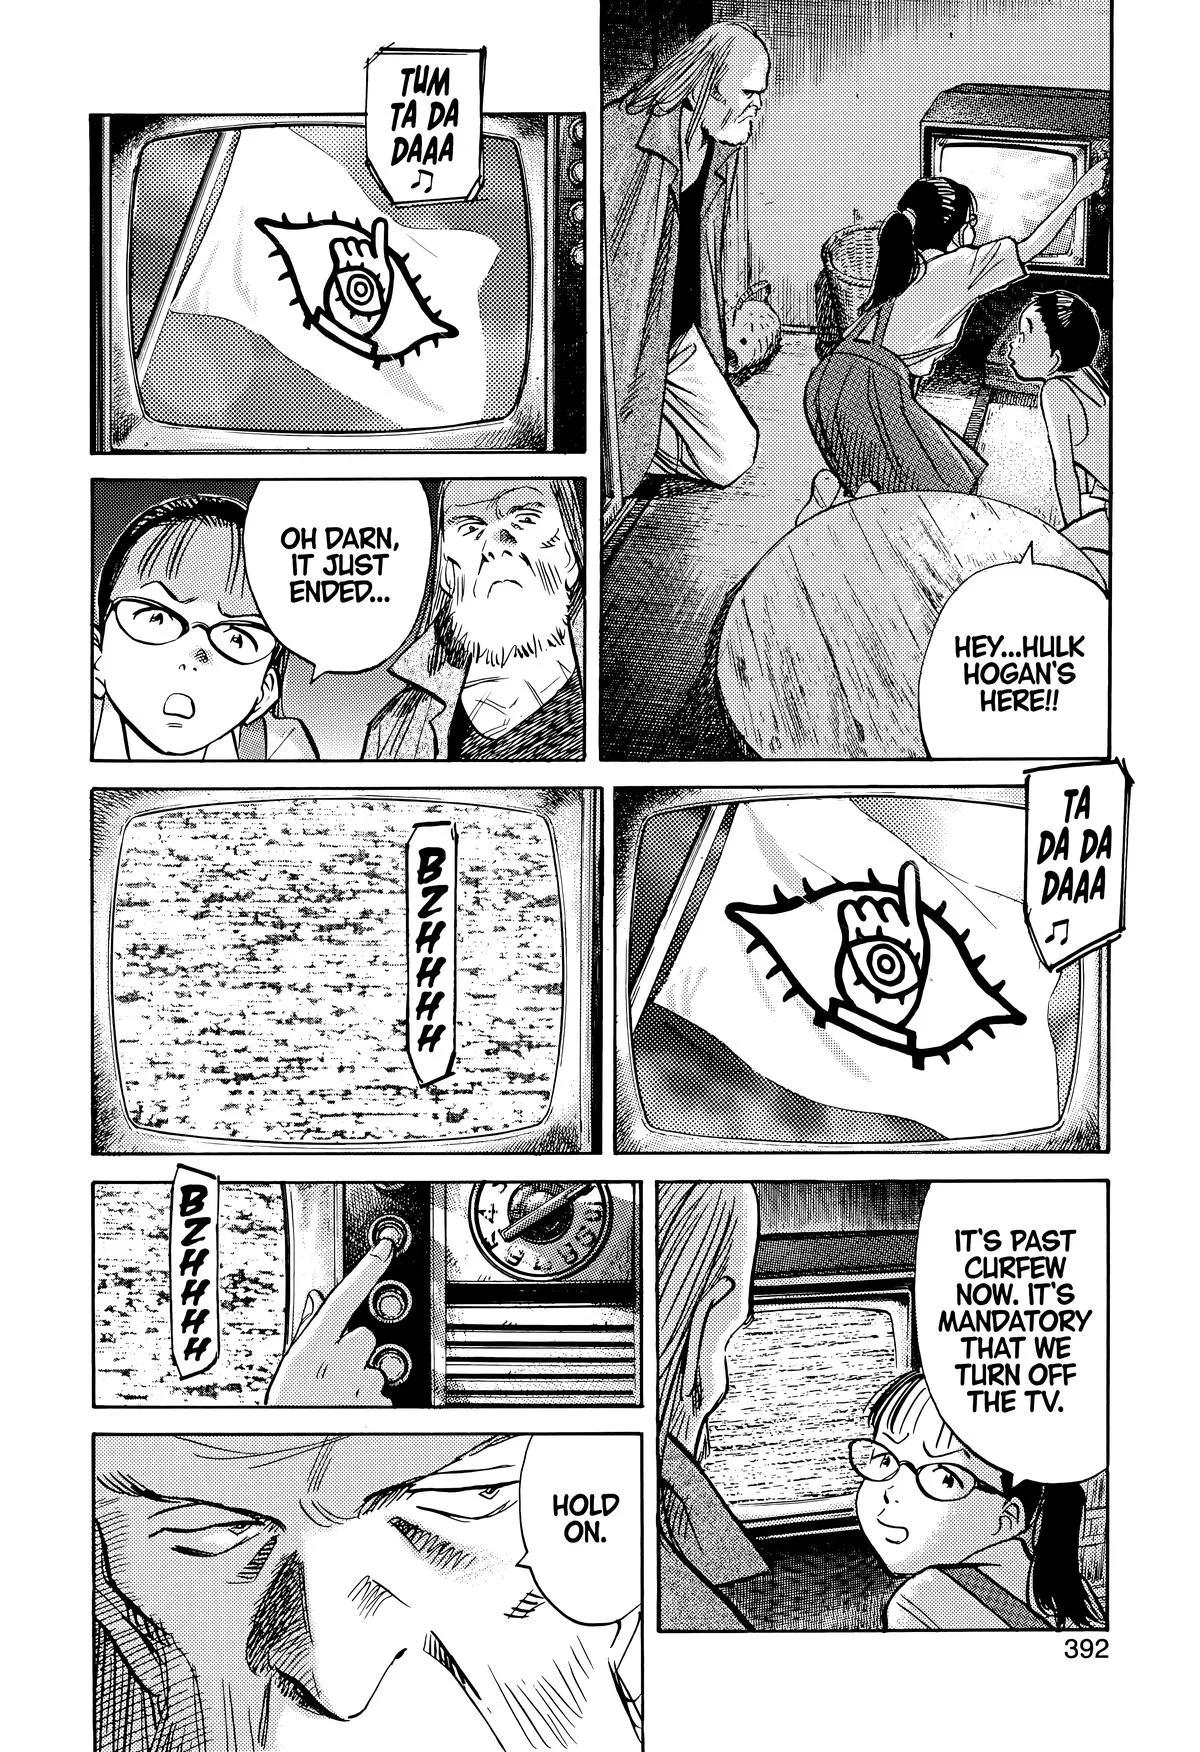 HEY...HULK
HOGAN'S
HERE!!
TUM
TA DA
DAAA
♫
OH DARN,
IT JUST
ENDED...
TA
DA DA
DAAA
♫
BZHHHH
IT'S PAST
CURFEW
NOW. IT'S
MANDATORY
THAT WE
TURN OFF
THE TV.
BZHHHH
HOLD
ON.
392